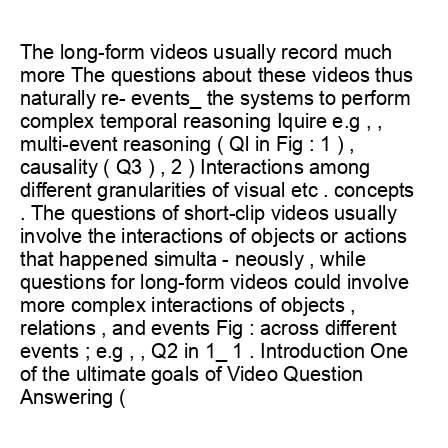 The long-form videos usually record much
more The questions about these videos thus
naturally re- events_ the systems to perform
complex temporal reasoning Iquire e.g , ,
multi-event reasoning ( QI in Fig : 1 ) ,
causality ( Q3 ) , 2 ) Interactions among
different granularities of visual etc . concepts
. The questions of short-clip videos usually
involve the interactions of objects or actions
that happened simulta - neously , while
questions for long-form videos could involve
more complex interactions of objects ,
relations , and events Fig : across different
events ; e.g , , Q2 in 1_ 1 . Introduction One
of the ultimate goals of Video Question
Answering (